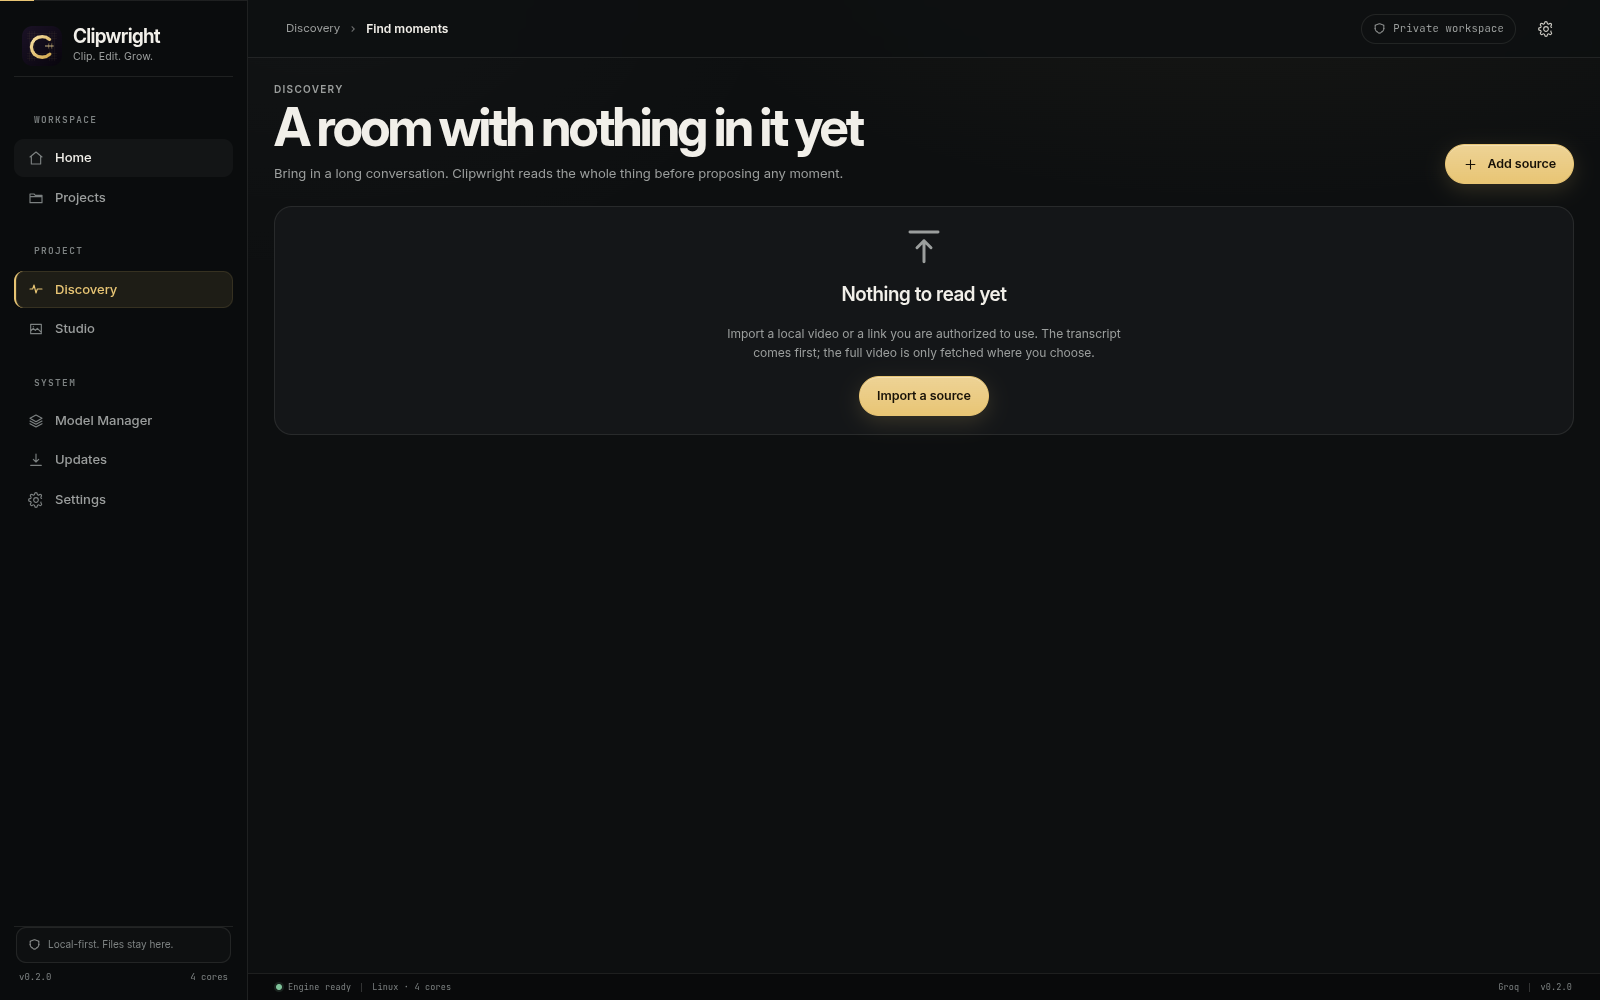 Clipwright
Clip. Edit. Grow.
WORKSPACE
Home
Projects
PROJECT
Discovery
Studio
SYSTEM
Model Manager
Updates
Settings
Local-first. Files stay here.
v0.2.0
4 cores
Discovery › Find moments
Private workspace
DISCOVERY
A room with nothing in it yet
Bring in a long conversation. Clipwright reads the whole thing before proposing any moment.
Add source
Nothing to read yet
Import a local video or a link you are authorized to use. The transcript
comes first; the full video is only fetched where you choose.
Import a source
Engine ready | Linux · 4 cores
Groq | v0.2.0